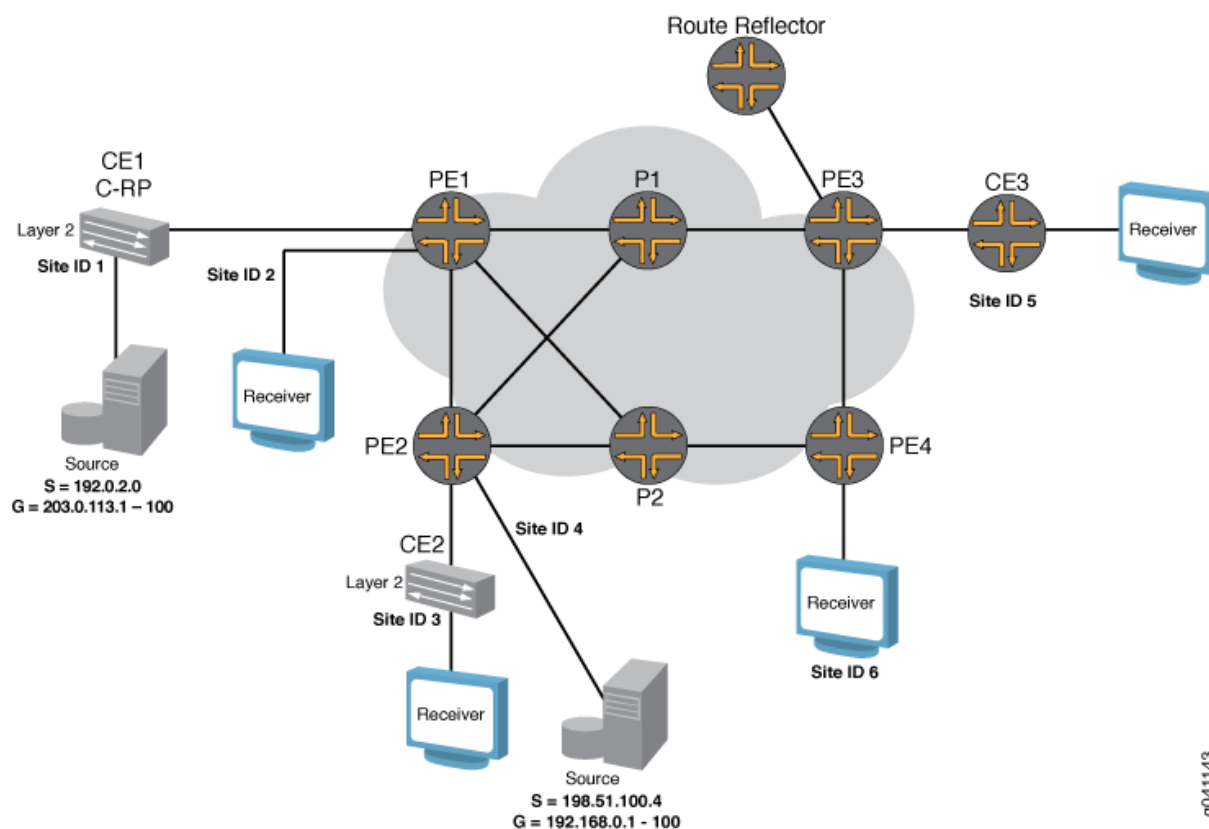 Route Reflector
CE1
C-RP
PE1
P1
PE3
CE3
Layer 2
Site ID 1
Site ID 2
Receiver
Site ID 5
Receiver
PE2
P2
PE4
Source
S = 192.0.2.0
G = 203.0.113.1 – 100
CE2
Site ID 4
Layer 2
Site ID 3
Receiver
Site ID 6
Receiver
Source
S = 198.51.100.4
G = 192.168.0.1 - 100
g041143